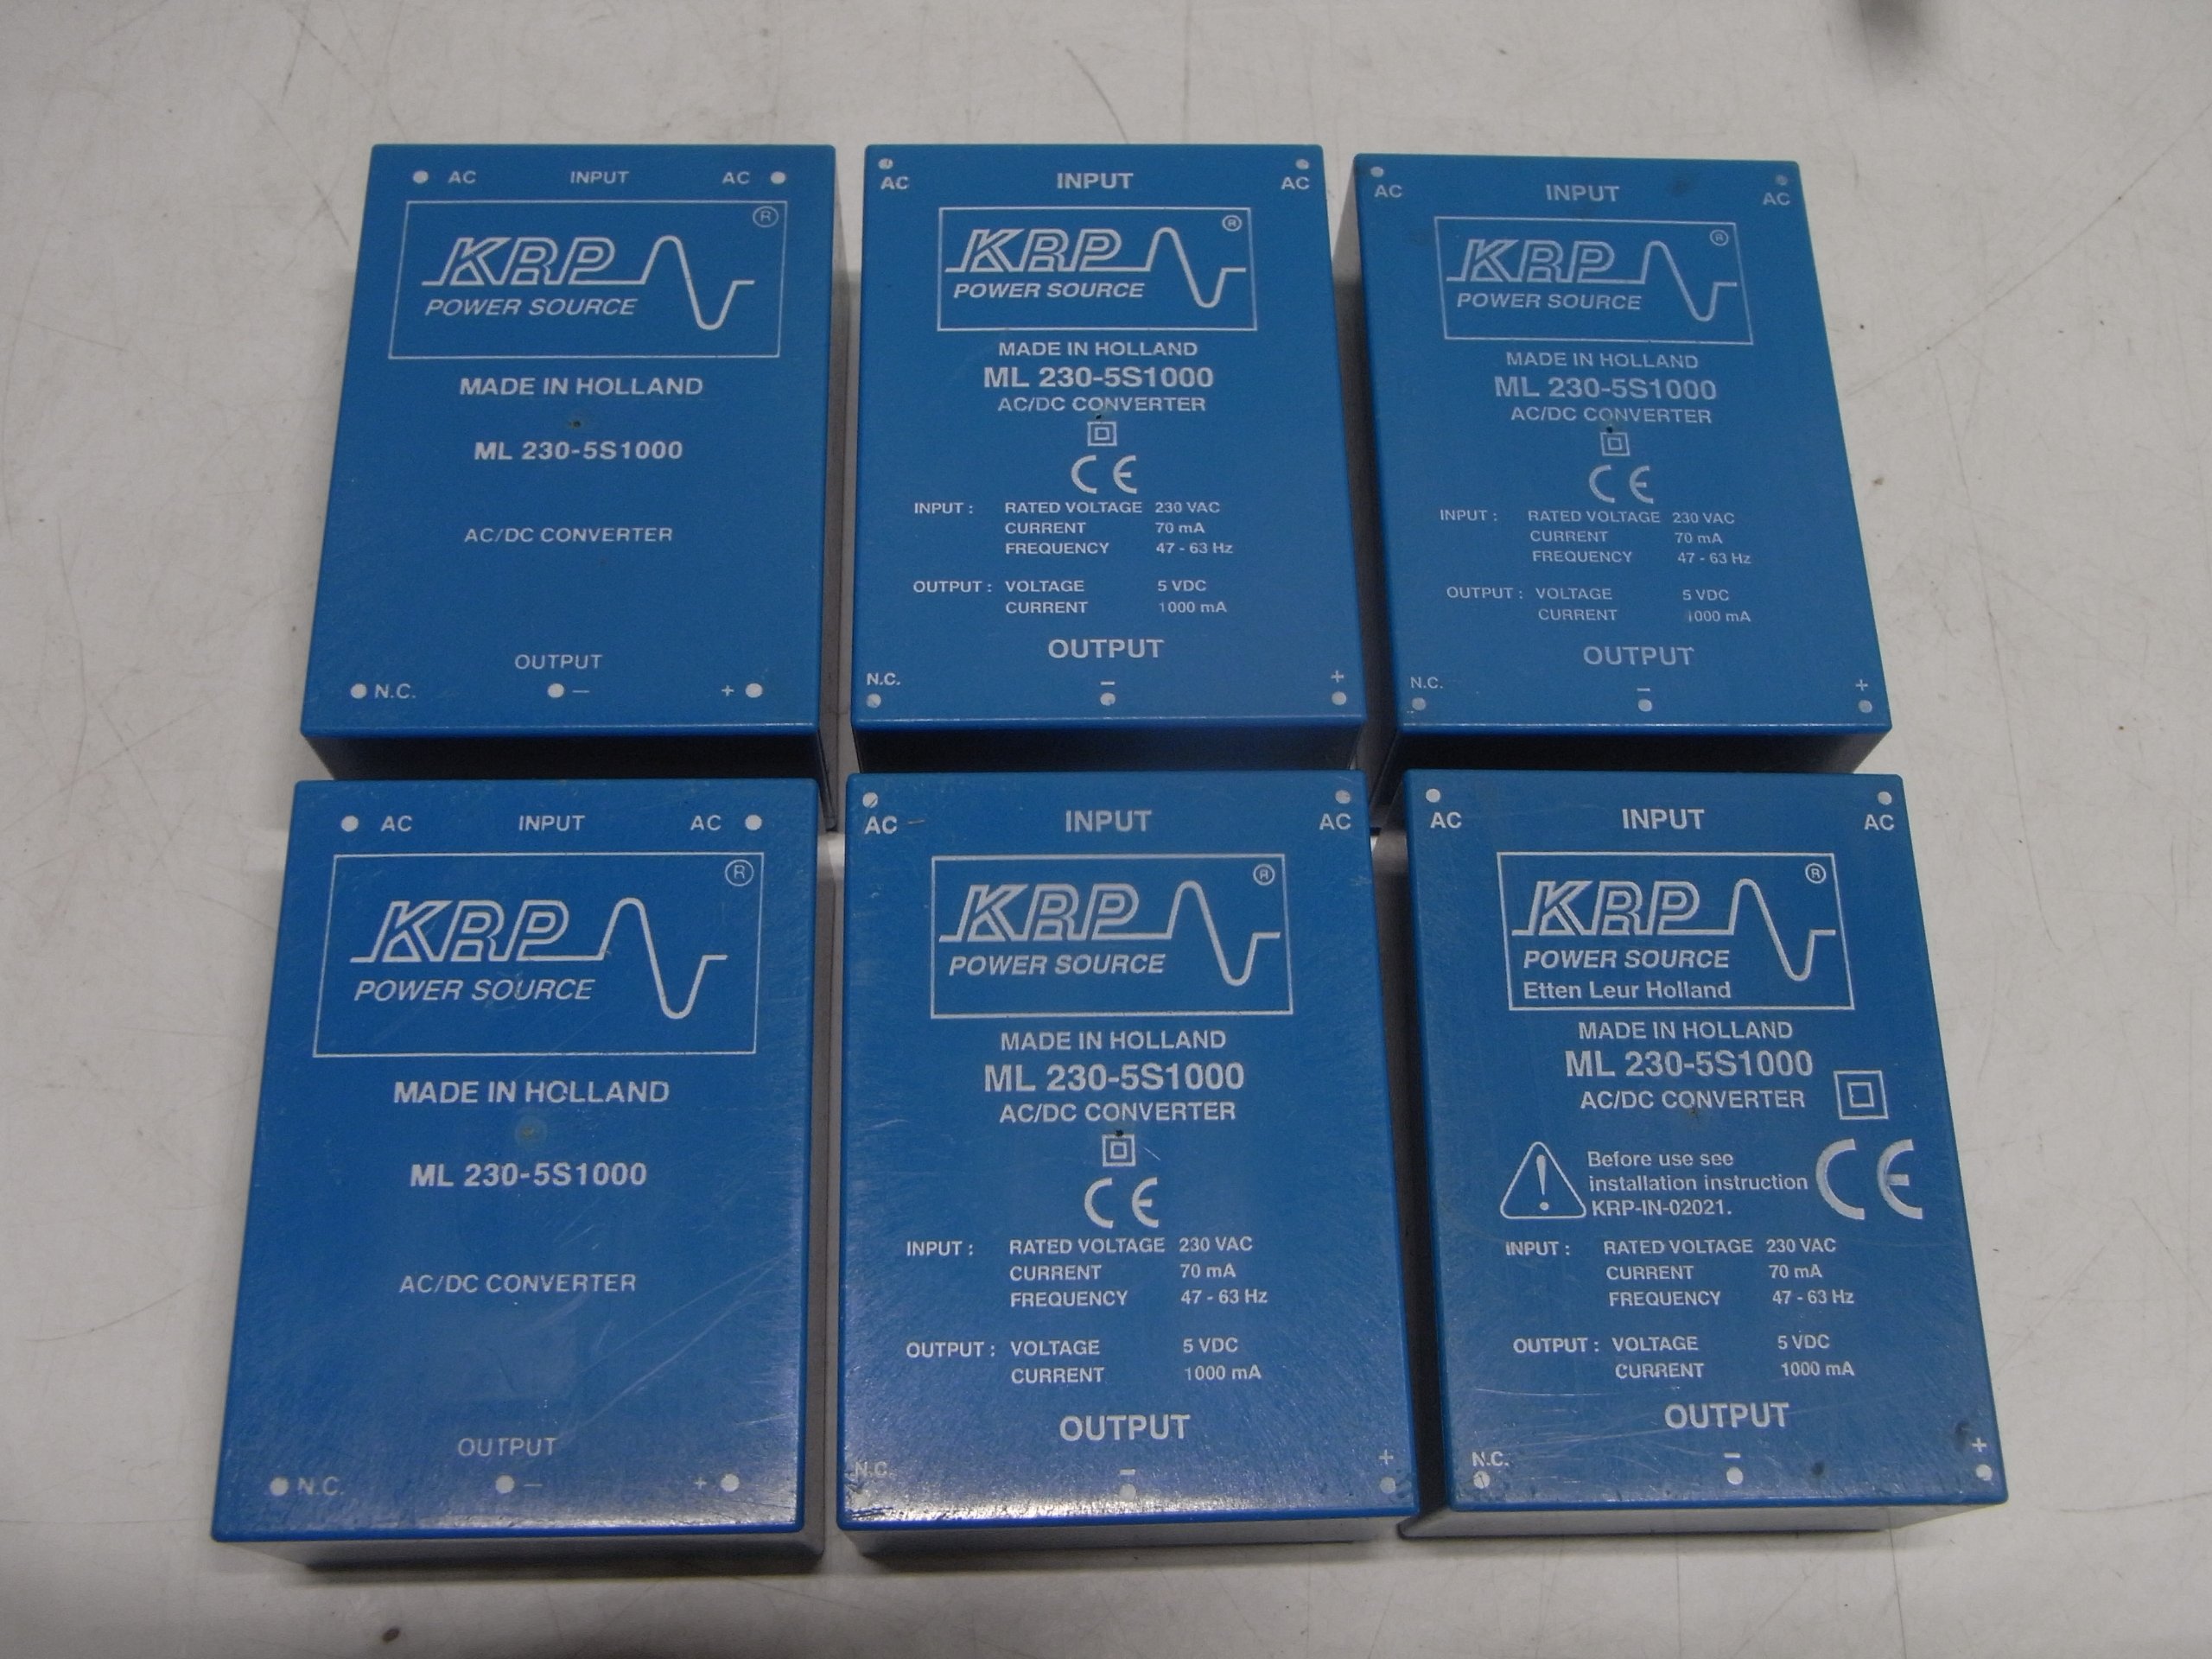 AC INPUT AC
®
KRP
POWER SOURCE
MADE IN HOLLAND
ML 230-5S1000
AC/DC CONVERTER
OUTPUT
N.C. − +
AC INPUT AC
®
KRP
POWER SOURCE
MADE IN HOLLAND
ML 230-5S1000
AC/DC CONVERTER
CE
INPUT : RATED VOLTAGE 230 VAC
CURRENT 70 mA
FREQUENCY 47 - 63 Hz
OUTPUT : VOLTAGE 5 VDC
CURRENT 1000 mA
OUTPUT
N.C. − +
AC INPUT AC
®
KRP
POWER SOURCE
MADE IN HOLLAND
ML 230-5S1000
AC/DC CONVERTER
CE
INPUT : RATED VOLTAGE 230 VAC
CURRENT 70 mA
FREQUENCY 47 - 63 Hz
OUTPUT : VOLTAGE 5 VDC
CURRENT 1000 mA
OUTPUT
N.C. − +
AC INPUT AC
®
KRP
POWER SOURCE
MADE IN HOLLAND
ML 230-5S1000
AC/DC CONVERTER
OUTPUT
N.C. − +
AC INPUT AC
®
KRP
POWER SOURCE
MADE IN HOLLAND
ML 230-5S1000
AC/DC CONVERTER
CE
INPUT : RATED VOLTAGE 230 VAC
CURRENT 70 mA
FREQUENCY 47 - 63 Hz
OUTPUT : VOLTAGE 5 VDC
CURRENT 1000 mA
OUTPUT
N.C. − +
AC INPUT AC
®
KRP
POWER SOURCE
Etten Leur Holland
MADE IN HOLLAND
ML 230-5S1000
AC/DC CONVERTER
Before use see
installation instruction
KRP-IN-02021.
CE
INPUT : RATED VOLTAGE 230 VAC
CURRENT 70 mA
FREQUENCY 47 - 63 Hz
OUTPUT : VOLTAGE 5 VDC
CURRENT 1000 mA
OUTPUT
N.C. − +